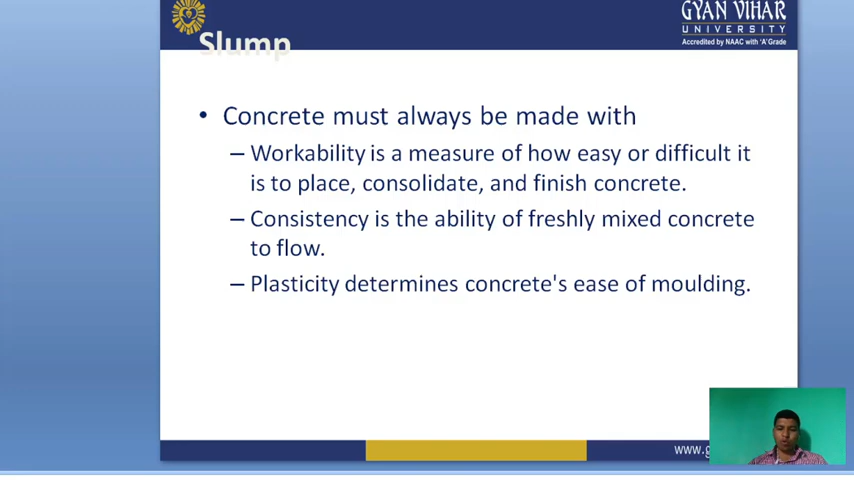 GYAN VIHAR
UNIVERSITY
Accredited by NAAC with 'A' Grade
Slump
• Concrete must always be made with
– Workability is a measure of how easy or difficult it
is to place, consolidate, and finish concrete.
– Consistency is the ability of freshly mixed concrete
to flow.
– Plasticity determines concrete's ease of moulding.
www.g